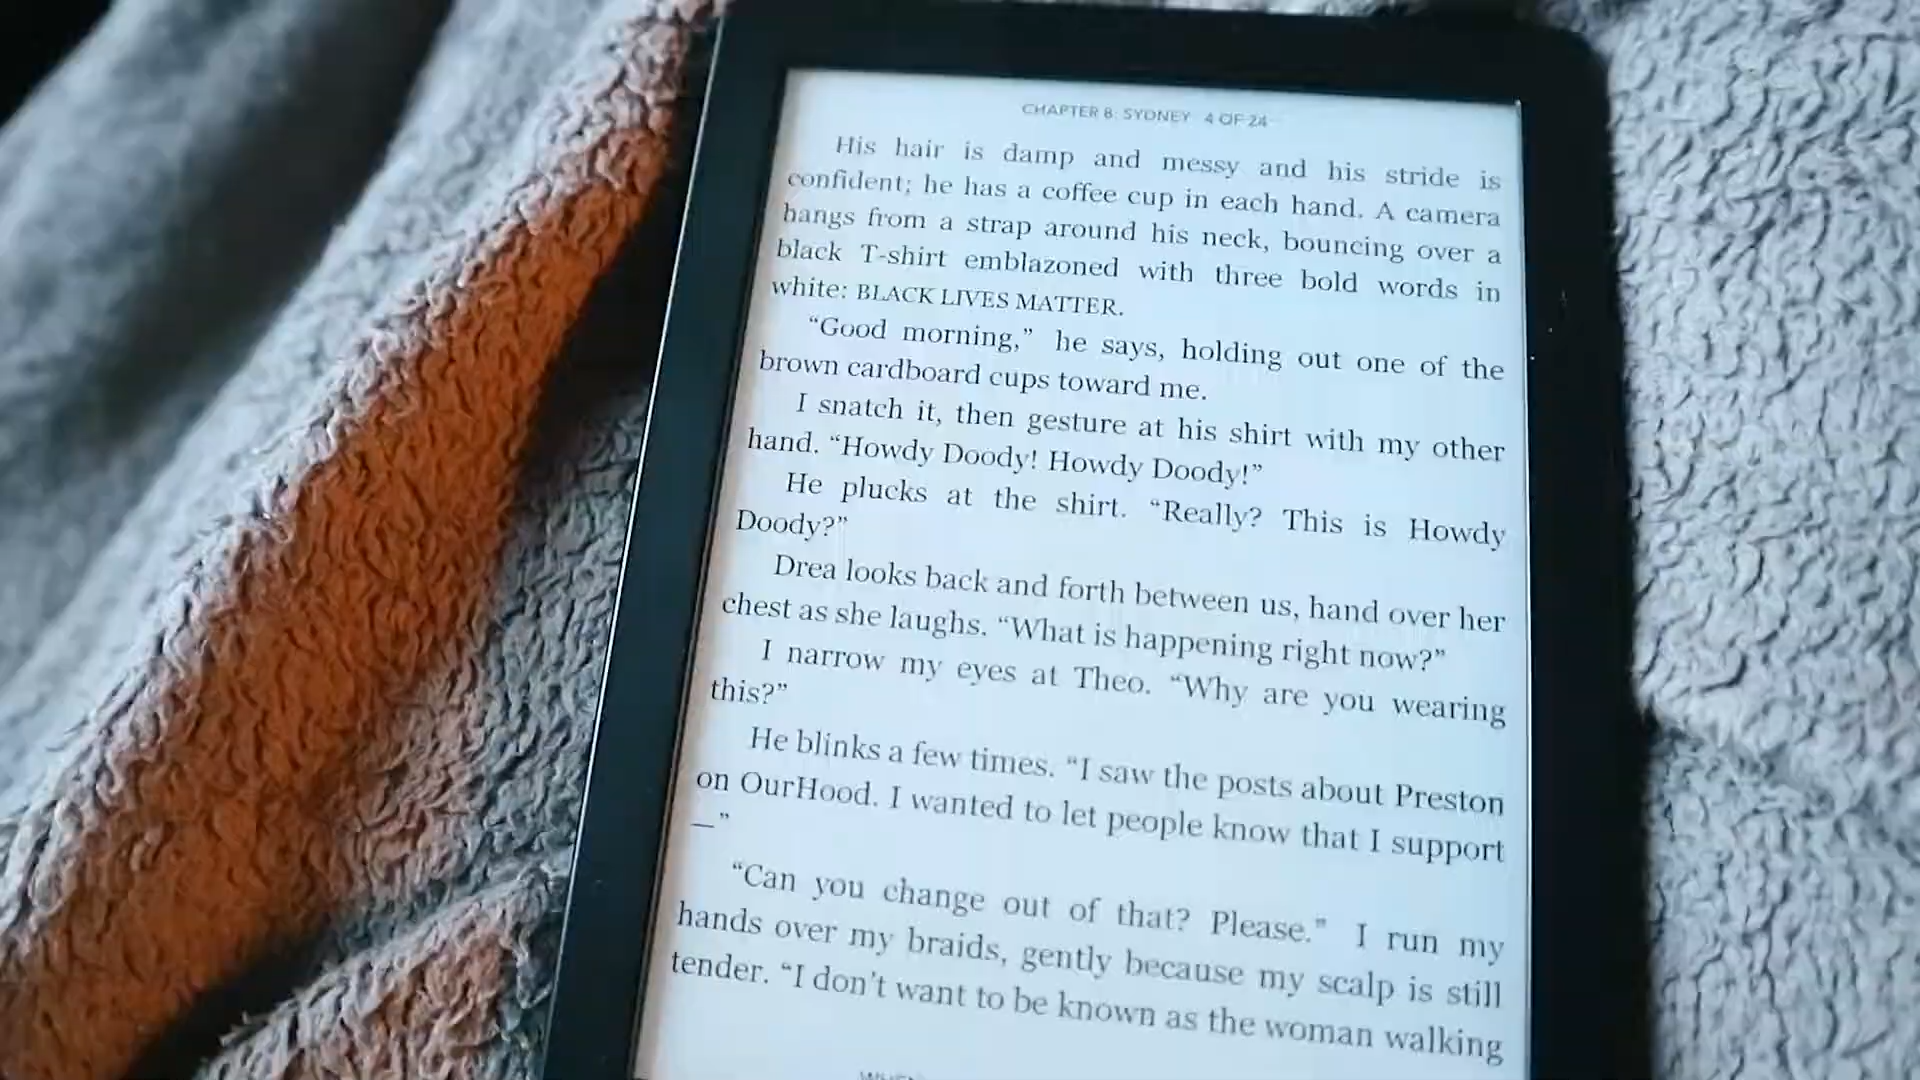 CHAPTER 8: SYDNEY 4 OF 24
His hair is damp and messy and his stride is
confident; he has a coffee cup in each hand. A camera
hangs from a strap around his neck, bouncing over a
black T-shirt emblazoned with three bold words in
white: BLACK LIVES MATTER.
“Good morning,” he says, holding out one of the
brown cardboard cups toward me.
I snatch it, then gesture at his shirt with my other
hand. “Howdy Doody! Howdy Doody!”
He plucks at the shirt. “Really? This is Howdy
Doody?”
Drea looks back and forth between us, hand over her
chest as she laughs. “What is happening right now?”
I narrow my eyes at Theo. “Why are you wearing
this?”
He blinks a few times. “I saw the posts about Preston
on OurHood. I wanted to let people know that I support
—”
“Can you change out of that? Please.” I run my
hands over my braids, gently because my scalp is still
tender. “I don’t want to be known as the woman walking